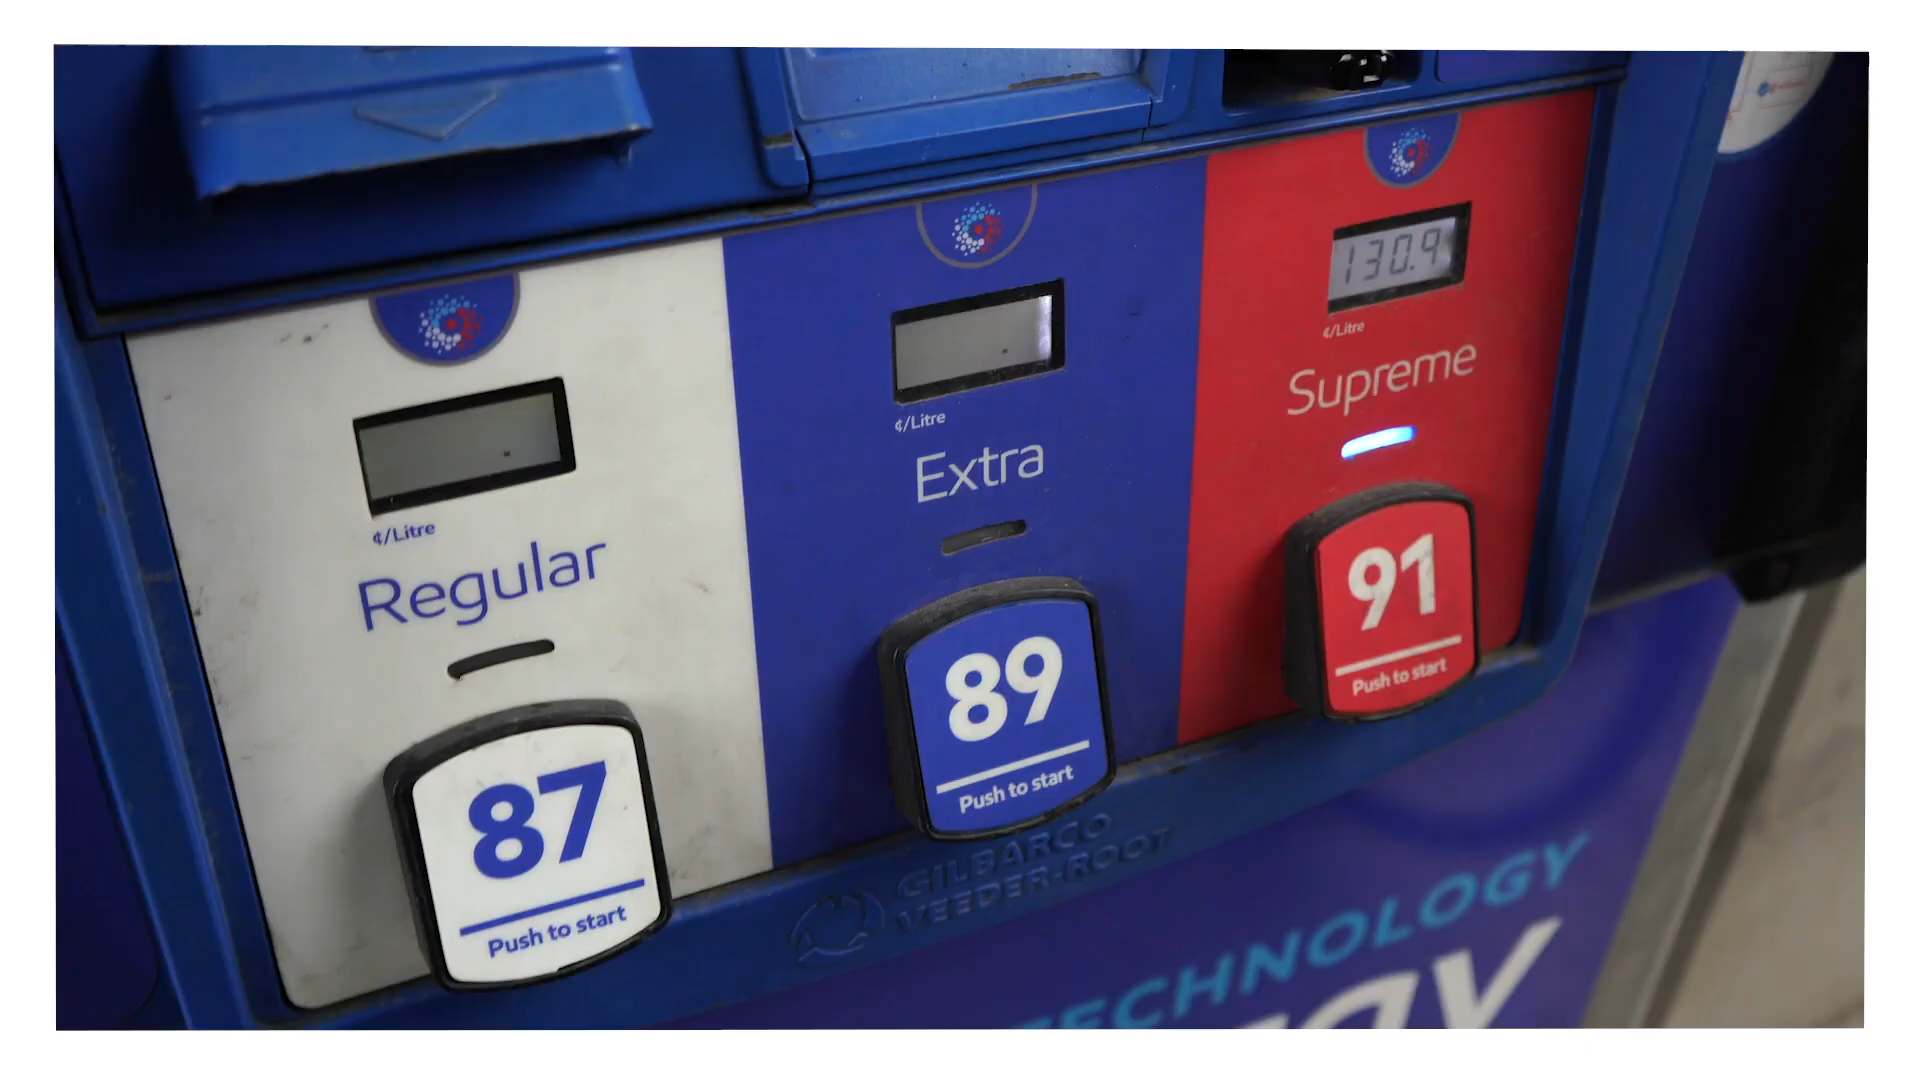 ¢/Litre
Regular
87
Push to start
¢/Litre
Extra
89
Push to start
130.9
¢/Litre
Supreme
91
Push to start
GILBARCO
VEEDER-ROOT
TECHNOLOGY